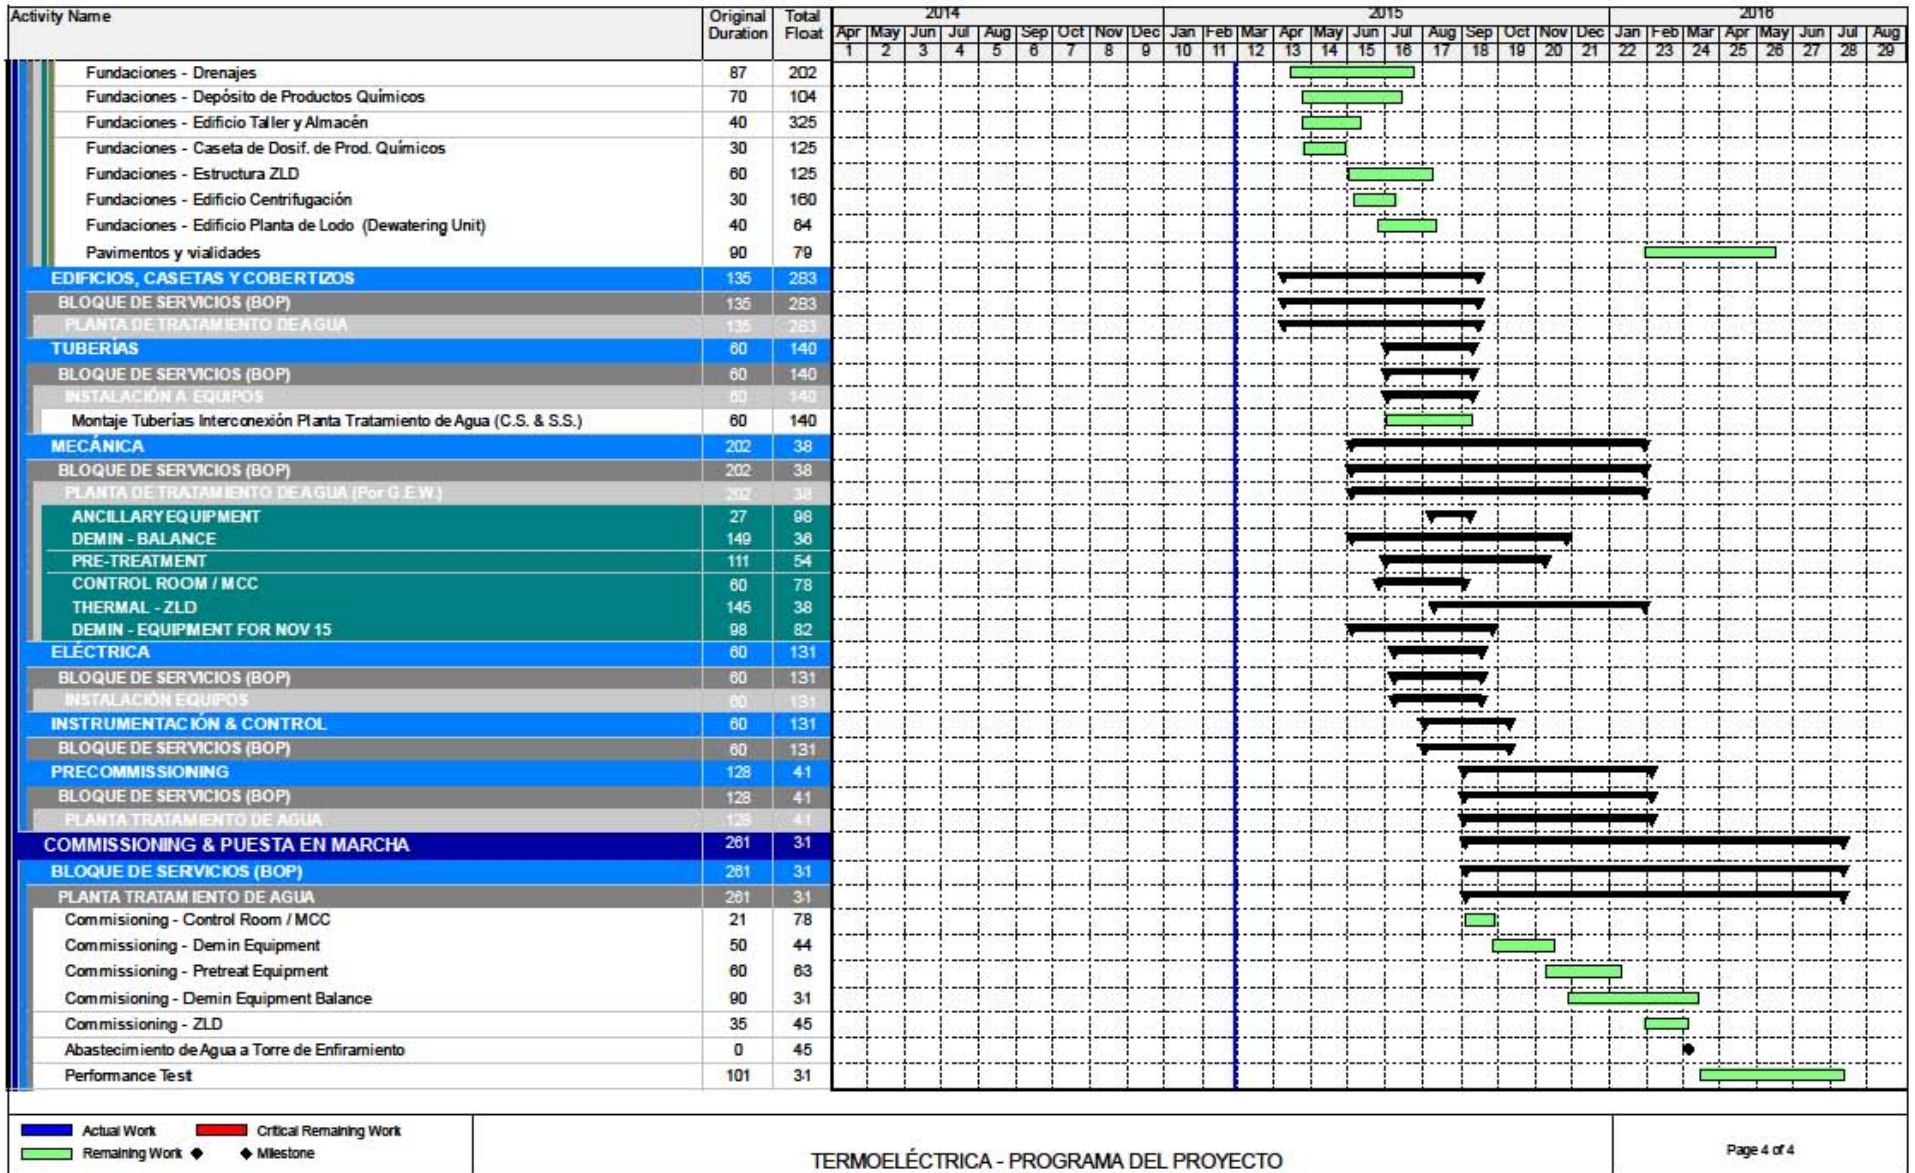 Activity Name Original Total 2014 2015 2016
Duration Float Apr May Jun Jul Aug Sep Oct Nov Dec Jan Feb Mar Apr May Jun Jul Aug Sep Oct Nov Dec Jan Feb Mar Apr May Jun Jul Aug
1 2 3 4 5 6 7 8 9 10 11 12 13 14 15 16 17 18 19 20 21 22 23 24 25 26 27 28 29
Fundaciones - Drenajes 87 202
Fundaciones - Depósito de Productos Químicos 70 104
Fundaciones - Edificio Taller y Almacén 40 325
Fundaciones - Caseta de Dosif. de Prod. Químicos 30 125
Fundaciones - Estructura ZLD 60 125
Fundaciones - Edificio Centrifugación 30 160
Fundaciones - Edificio Planta de Lodo (Dewatering Unit) 40 64
Pavimentos y vialidades 90 79
EDIFICIOS, CASETAS Y COBERTIZOS 135 283
BLOQUE DE SERVICIOS (BOP) 135 283
PLANTA DE TRATAMIENTO DE AGUA 135 283
TUBERÍAS 60 140
BLOQUE DE SERVICIOS (BOP) 60 140
INSTALACIÓN A EQUIPOS 60 140
Montaje Tuberías Interconexión Planta Tratamiento de Agua (C.S. & S.S.) 60 140
MECÁNICA 202 38
BLOQUE DE SERVICIOS (BOP) 202 38
PLANTA DE TRATAMIENTO DE AGUA (Por G.E.W.) 202 38
ANCILLARY EQUIPMENT 27 98
DEMIN - BALANCE 149 36
PRE-TREATMENT 111 54
CONTROL ROOM / MCC 60 78
THERMAL - ZLD 145 38
DEMIN - EQUIPMENT FOR NOV 15 98 82
ELÉCTRICA 60 131
BLOQUE DE SERVICIOS (BOP) 60 131
INSTALACIÓN EQUIPOS 60 131
INSTRUMENTACIÓN & CONTROL 60 131
BLOQUE DE SERVICIOS (BOP) 60 131
PRECOMMISSIONING 128 41
BLOQUE DE SERVICIOS (BOP) 128 41
PLANTA TRATAMIENTO DE AGUA 128 41
COMMISSIONING & PUESTA EN MARCHA 261 31
BLOQUE DE SERVICIOS (BOP) 261 31
PLANTA TRATAMIENTO DE AGUA 261 31
Commisioning - Control Room / MCC 21 78
Commissioning - Demin Equipment 50 44
Commissioning - Pretreat Equipment 60 63
Commisioning - Demin Equipment Balance 90 31
Commissioning - ZLD 35 45
Abastecimiento de Agua a Torre de Enfiramiento 0 45
Performance Test 101 31
Actual Work Critical Remaining Work
Remaining Work Milestone
TERMOELÉCTRICA - PROGRAMA DEL PROYECTO
Page 4 of 4